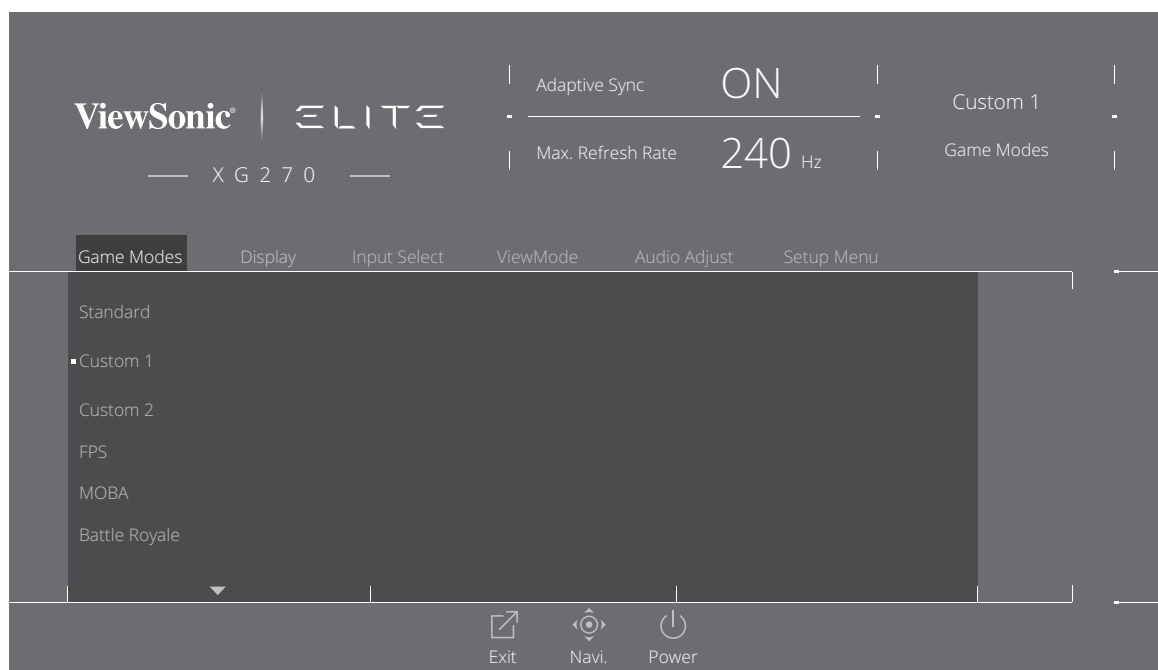 ViewSonic® ELITE
XG270
Adaptive Sync ON
Max. Refresh Rate 240 Hz
Custom 1
Game Modes
Game Modes Display Input Select ViewMode Audio Adjust Setup Menu
Standard
Custom 1
Custom 2
FPS
MOBA
Battle Royale
Exit Navi. Power